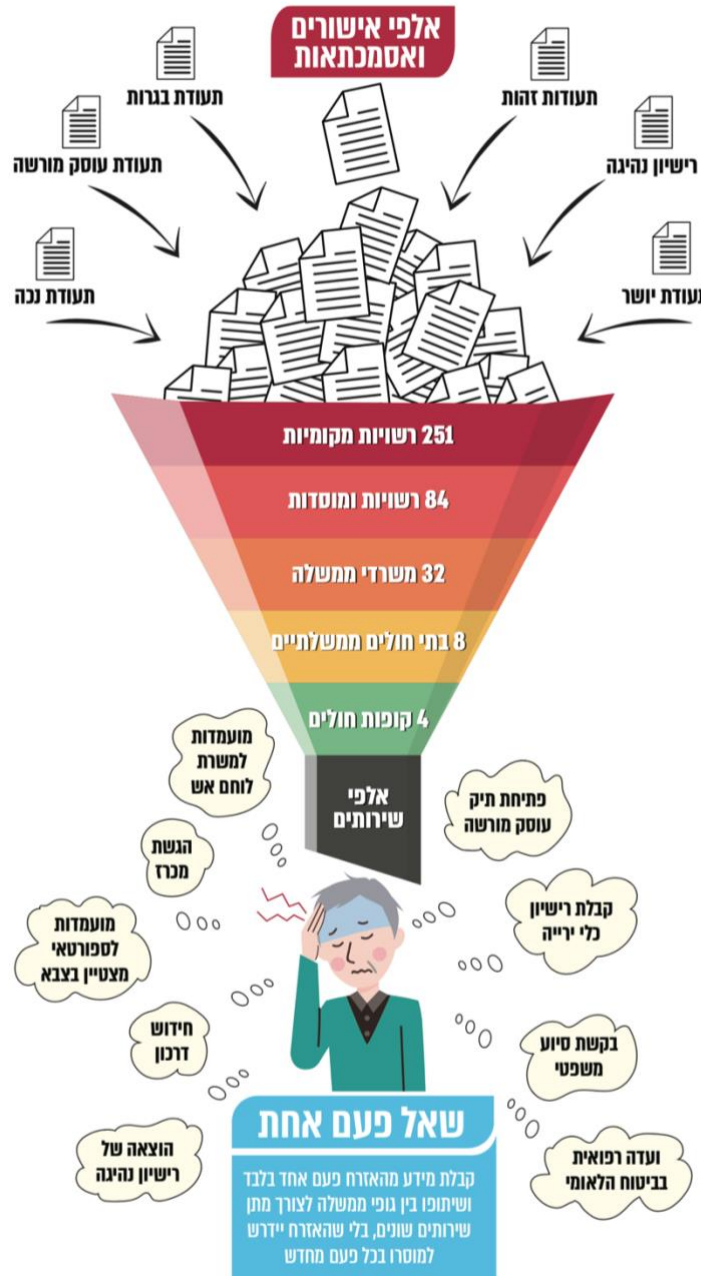 אלפי אישורים
ואסמכתאות
תעודות זהות
תעודת בגרות
רישיון נהיגה
תעודת עוסק מורשה
תעודת יושר
תעודת נכה
251 רשויות מקומיות
84 רשויות ומוסדות
32 משרדי ממשלה
8 בתי חולים ממשלתיים
4 קופות חולים
אלפי
שירותים
פתיחת תיק
עוסק מורשה
מועמדות
למשרת
לוחם אש
קבלת רישיון
כלי ירייה
הגשת
מכרז
מועמדות
לספורטאי
מצטיין בצבא
בקשת סיוע
משפטי
חידוש
דרכון
ועדה רפואית
בביטוח הלאומי
הוצאה של
רישיון נהיגה
שאל פעם אחת
קבלת מידע מהאזרח פעם אחד בלבד
ושיתופו בין גופי ממשלה לצורך מתן
שירותים שונים, בלי שהאזרח יידרש
למוסרו בכל פעם מחדש